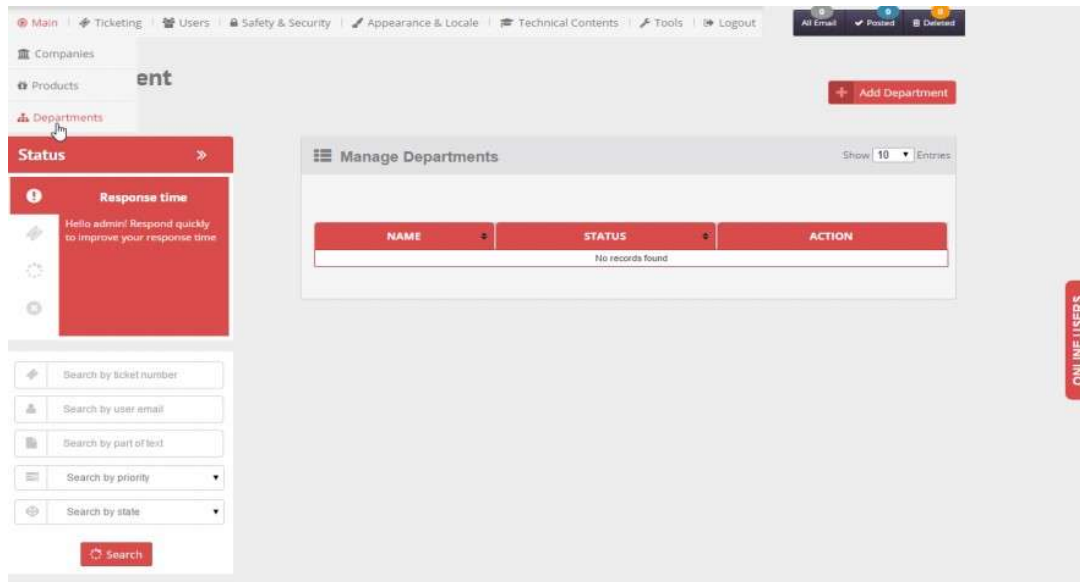 Main Ticketing Users Safety & Security Appearance & Locale Technical Contents Tools Logout
0 0 0
All Email Posted Deleted
Companies
Products
ent
Departments
Add Department
Status
Manage Departments
Show 10 Entries
Response time
Hello admin! Respond quickly
to improve your response time
NAME STATUS ACTION
No records found
ONLINE USERS
Search by ticket number
Search by user email
Search by part of text
Search by priority
Search by state
Search